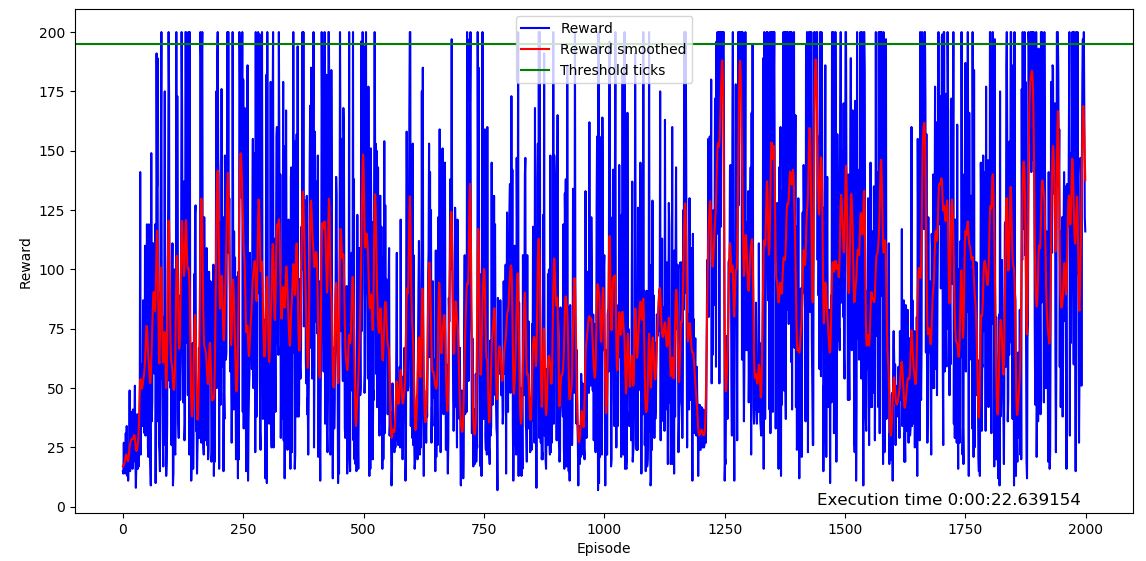 200
175
150
125
100
75
50
25
0
Reward
Reward
Reward smoothed
Threshold ticks
Execution time 0:00:22.639154
0 250 500 750 1000 1250 1500 1750 2000
Episode